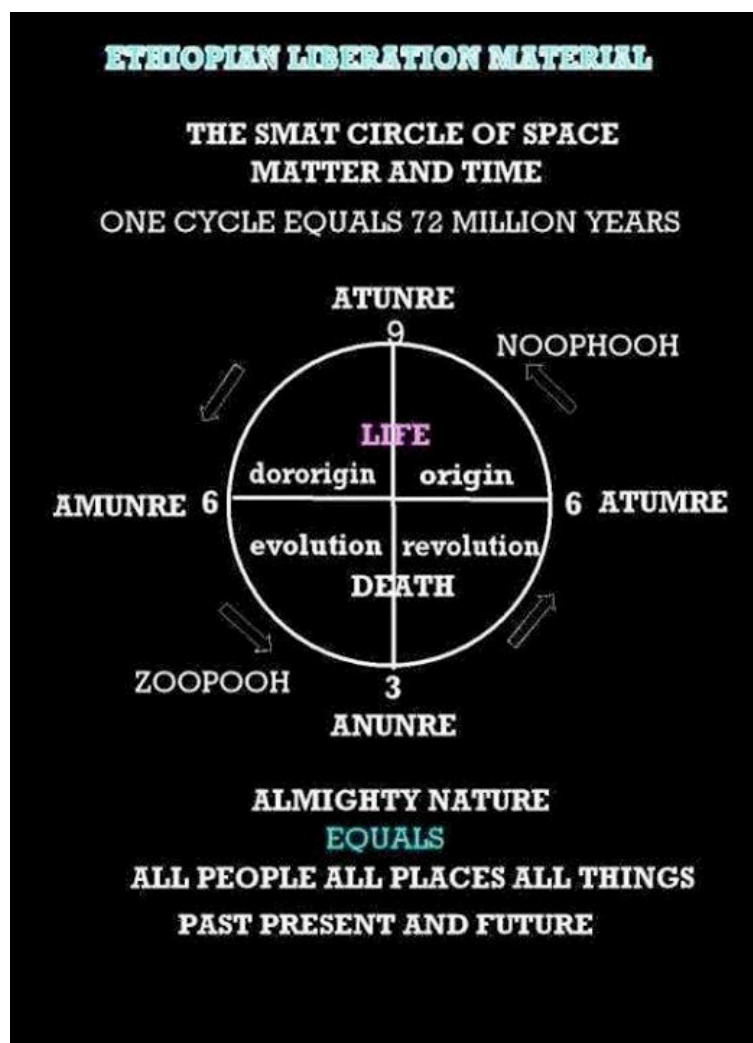 ETHIOPIAN LIBERATION MATERIAL
THE SMAT CIRCLE OF SPACE
MATTER AND TIME
ONE CYCLE EQUALS 72 MILLION YEARS
ATUNRE
9
NOOPHOOH
LIFE
dororigin origin
AMUNRE 6 6 ATUMRE
evolution revolution
DEATH
ZOOPOOH
3
ANUNRE
ALMIGHTY NATURE
EQUALS
ALL PEOPLE ALL PLACES ALL THINGS
PAST PRESENT AND FUTURE